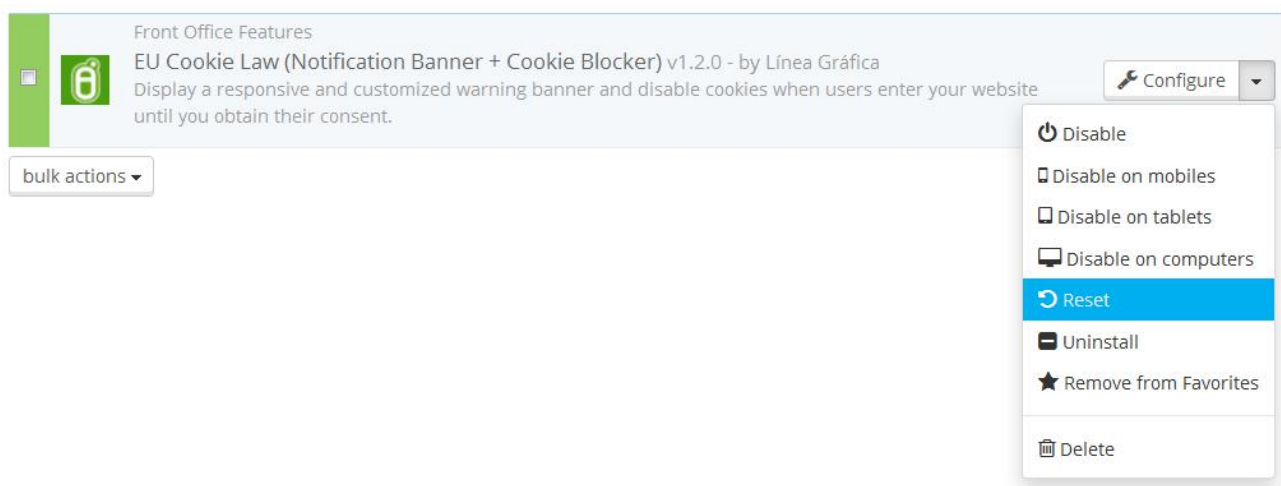 Front Office Features
EU Cookie Law (Notification Banner + Cookie Blocker) v1.2.0 - by Línea Gráfica
Display a responsive and customized warning banner and disable cookies when users enter your website
until you obtain their consent.
Configure
Disable
Disable on mobiles
Disable on tablets
Disable on computers
Reset
Uninstall
Remove from Favorites
Delete
bulk actions